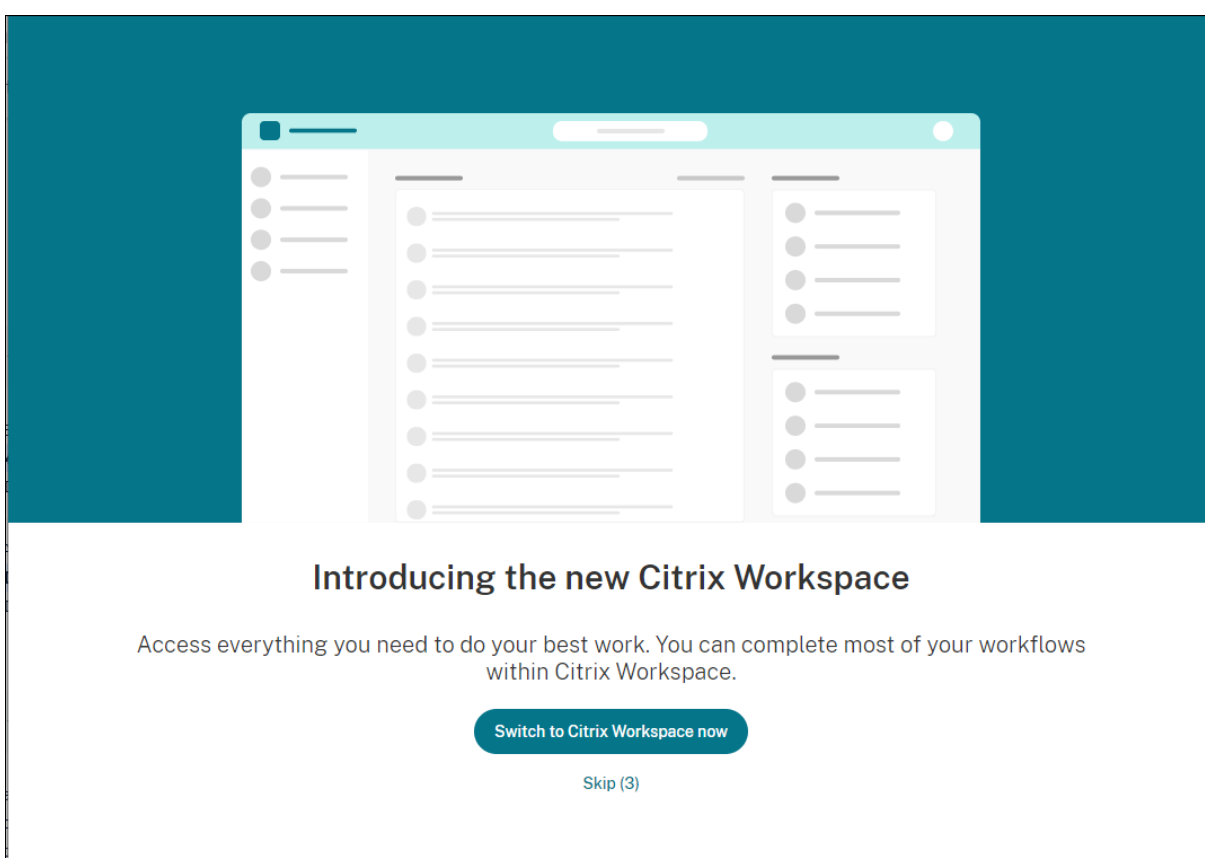 Introducing the new Citrix Workspace
Access everything you need to do your best work. You can complete most of your workflows
within Citrix Workspace.
Switch to Citrix Workspace now
Skip (3)